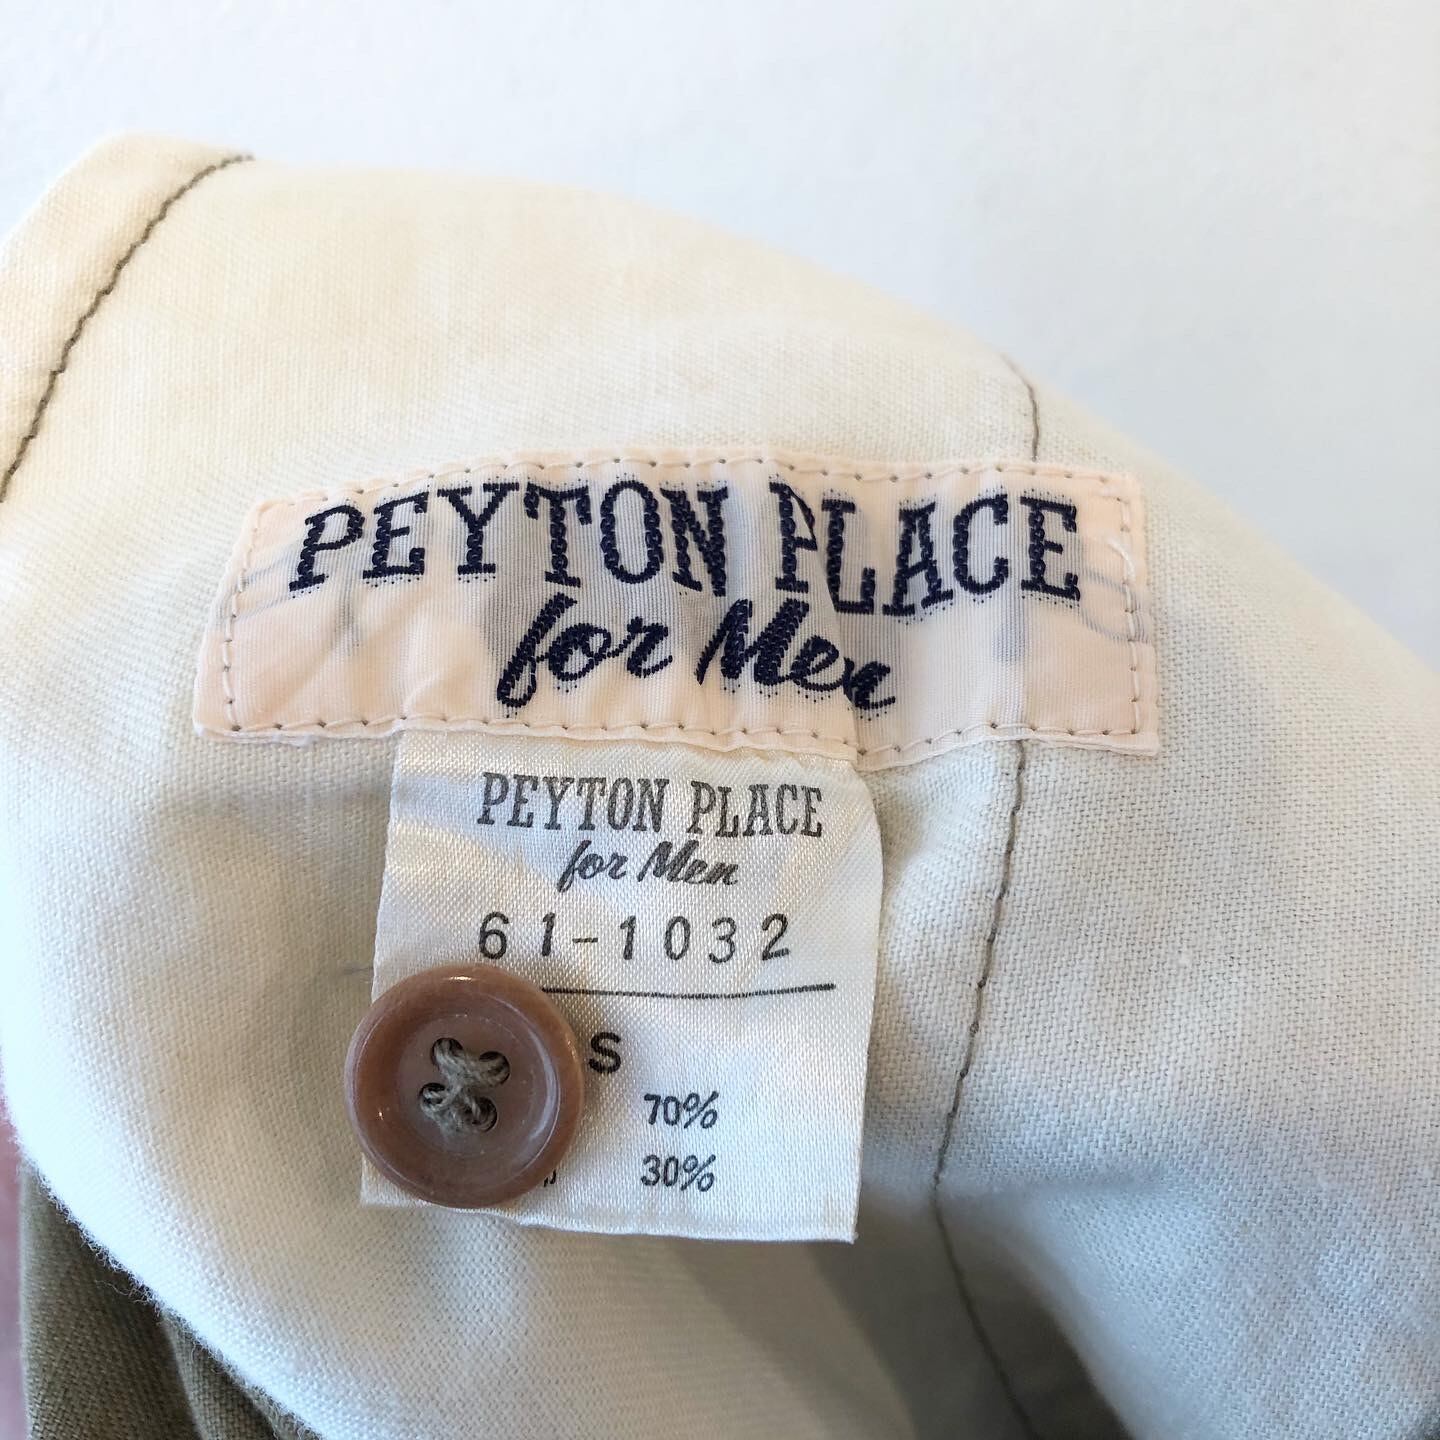 PEYTON PLACE
for Men
PEYTON PLACE
for Men
61-1032
S
70%
30%